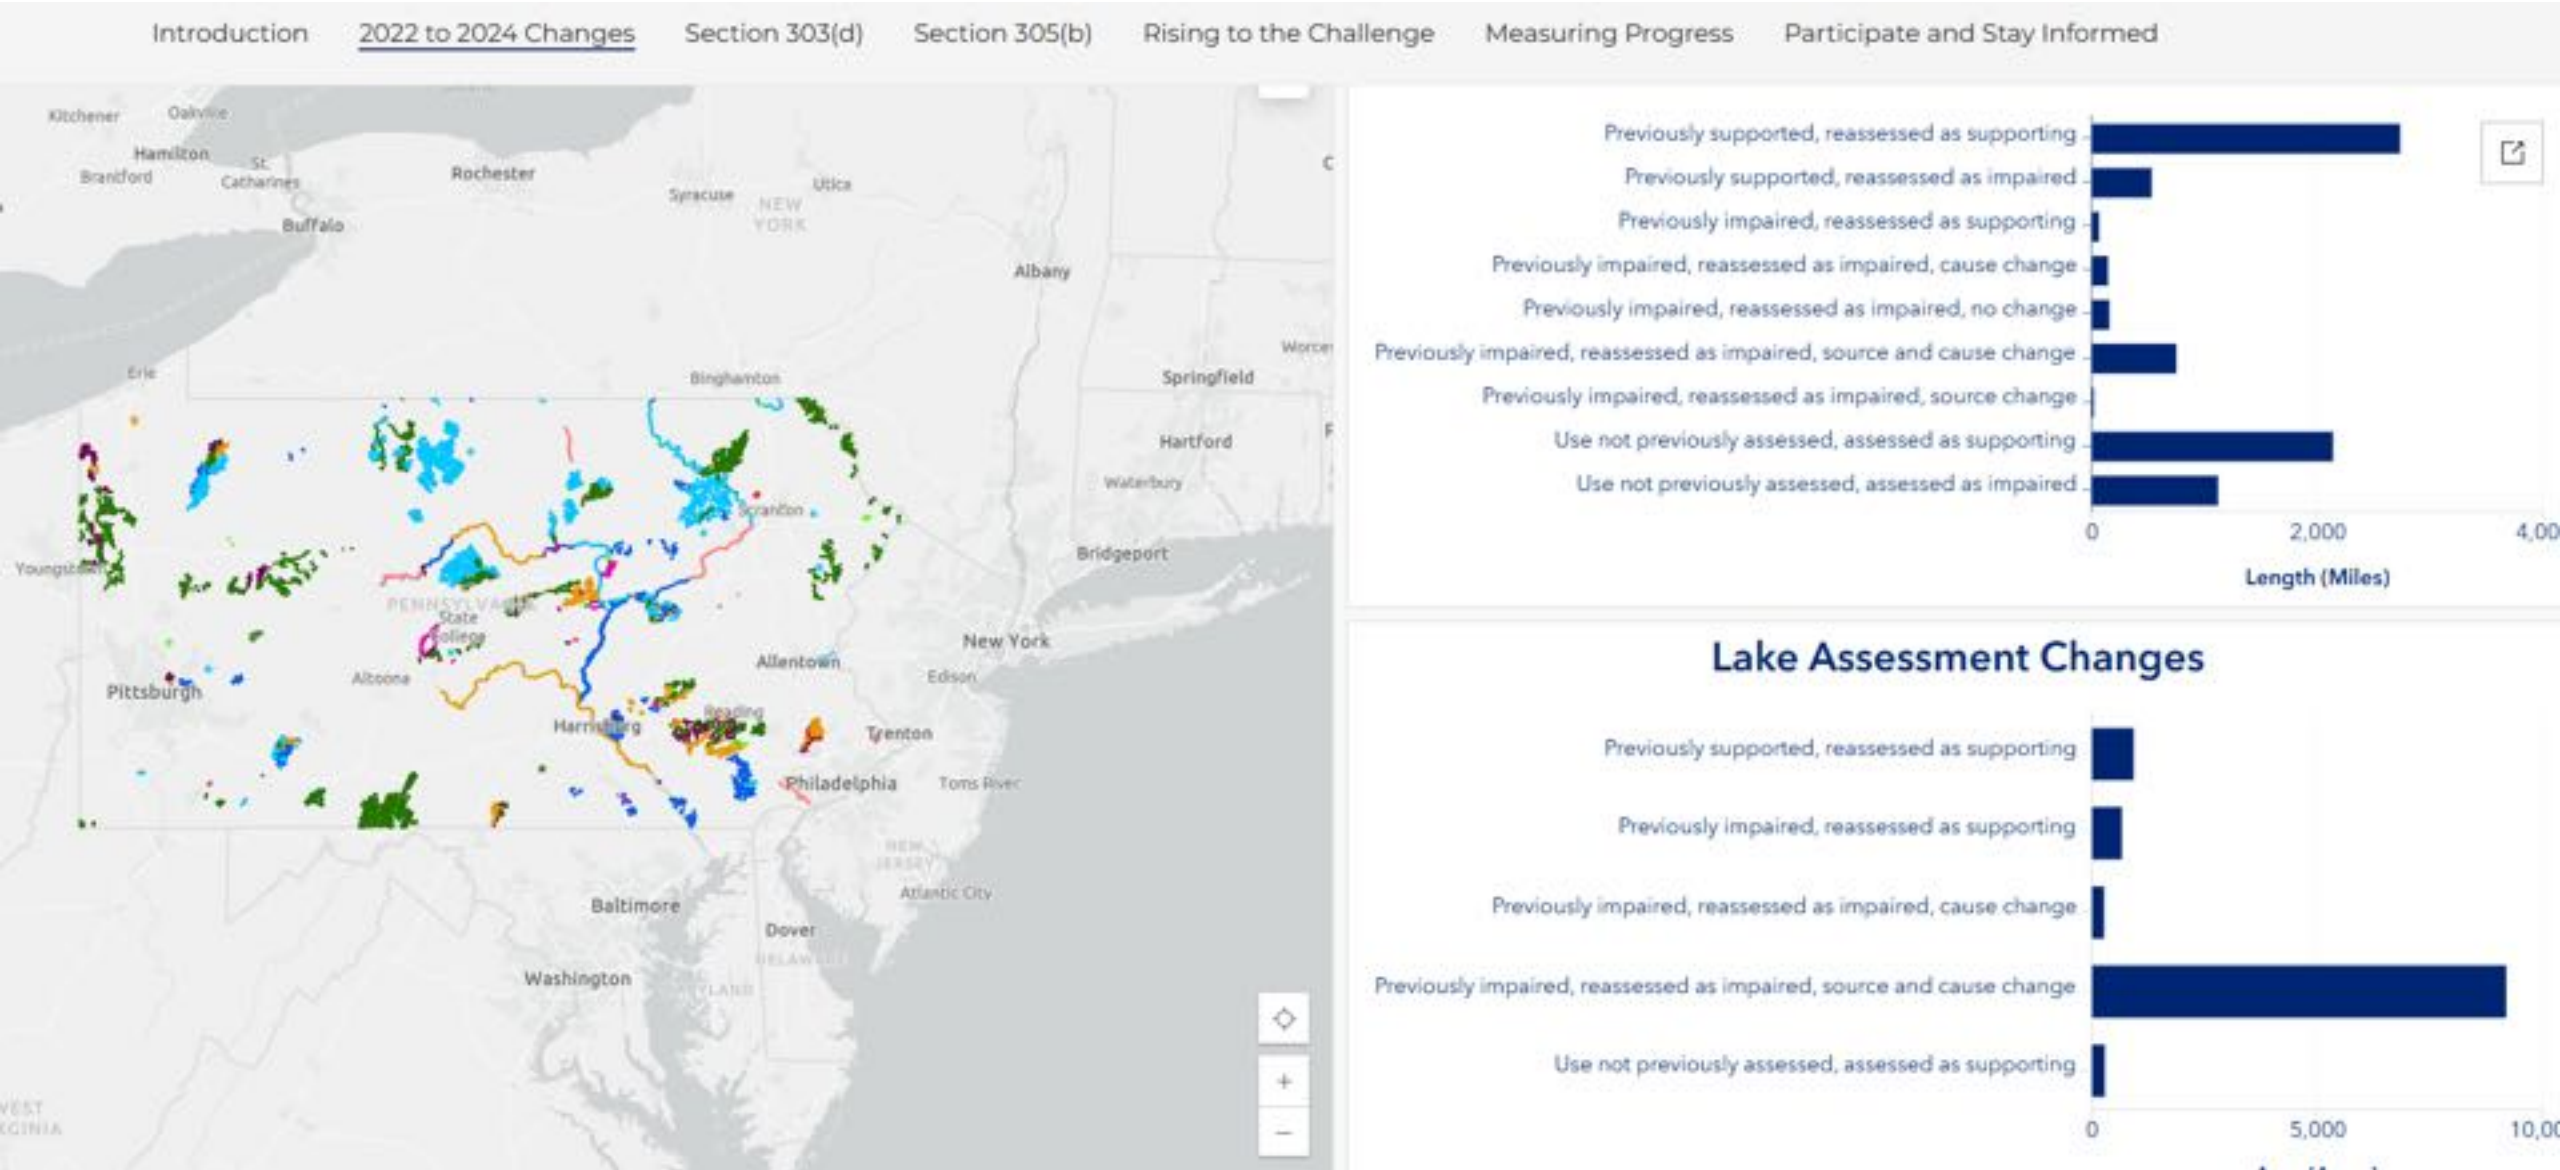 Introduction
2022 to 2024 Changes
Section 303(d)
Section 305(b)
Rising to the Challenge
Measuring Progress
Participate and Stay Informed
Kitchener
Oakville
Hamilton
Brantford
St.
Catharines
Rochester
Syracuse
Utica
NEW
YORK
Buffalo
Albany
Erie
Binghamton
Springfield
Hartford
Waterbury
Scranton
Bridgeport
PENNSYLVA
State
College
New York
Allentown
Edison
Altoona
Pittsburgh
Harrisburg
Reading
Trenton
Philadelphia
Toms River
NEW
JERSEY
Atlantic City
Baltimore
Dover
Washington
+
−
Previously supported, reassessed as supporting
Previously supported, reassessed as impaired
Previously impaired, reassessed as supporting
Previously impaired, reassessed as impaired, cause change
Previously impaired, reassessed as impaired, no change
Previously impaired, reassessed as impaired, source and cause change
Previously impaired, reassessed as impaired, source change
Use not previously assessed, assessed as supporting
Use not previously assessed, assessed as impaired
0 2,000 4,00
Length (Miles)
Lake Assessment Changes
Previously supported, reassessed as supporting
Previously impaired, reassessed as supporting
Previously impaired, reassessed as impaired, cause change
Previously impaired, reassessed as impaired, source and cause change
Use not previously assessed, assessed as supporting
0 5,000 10,00